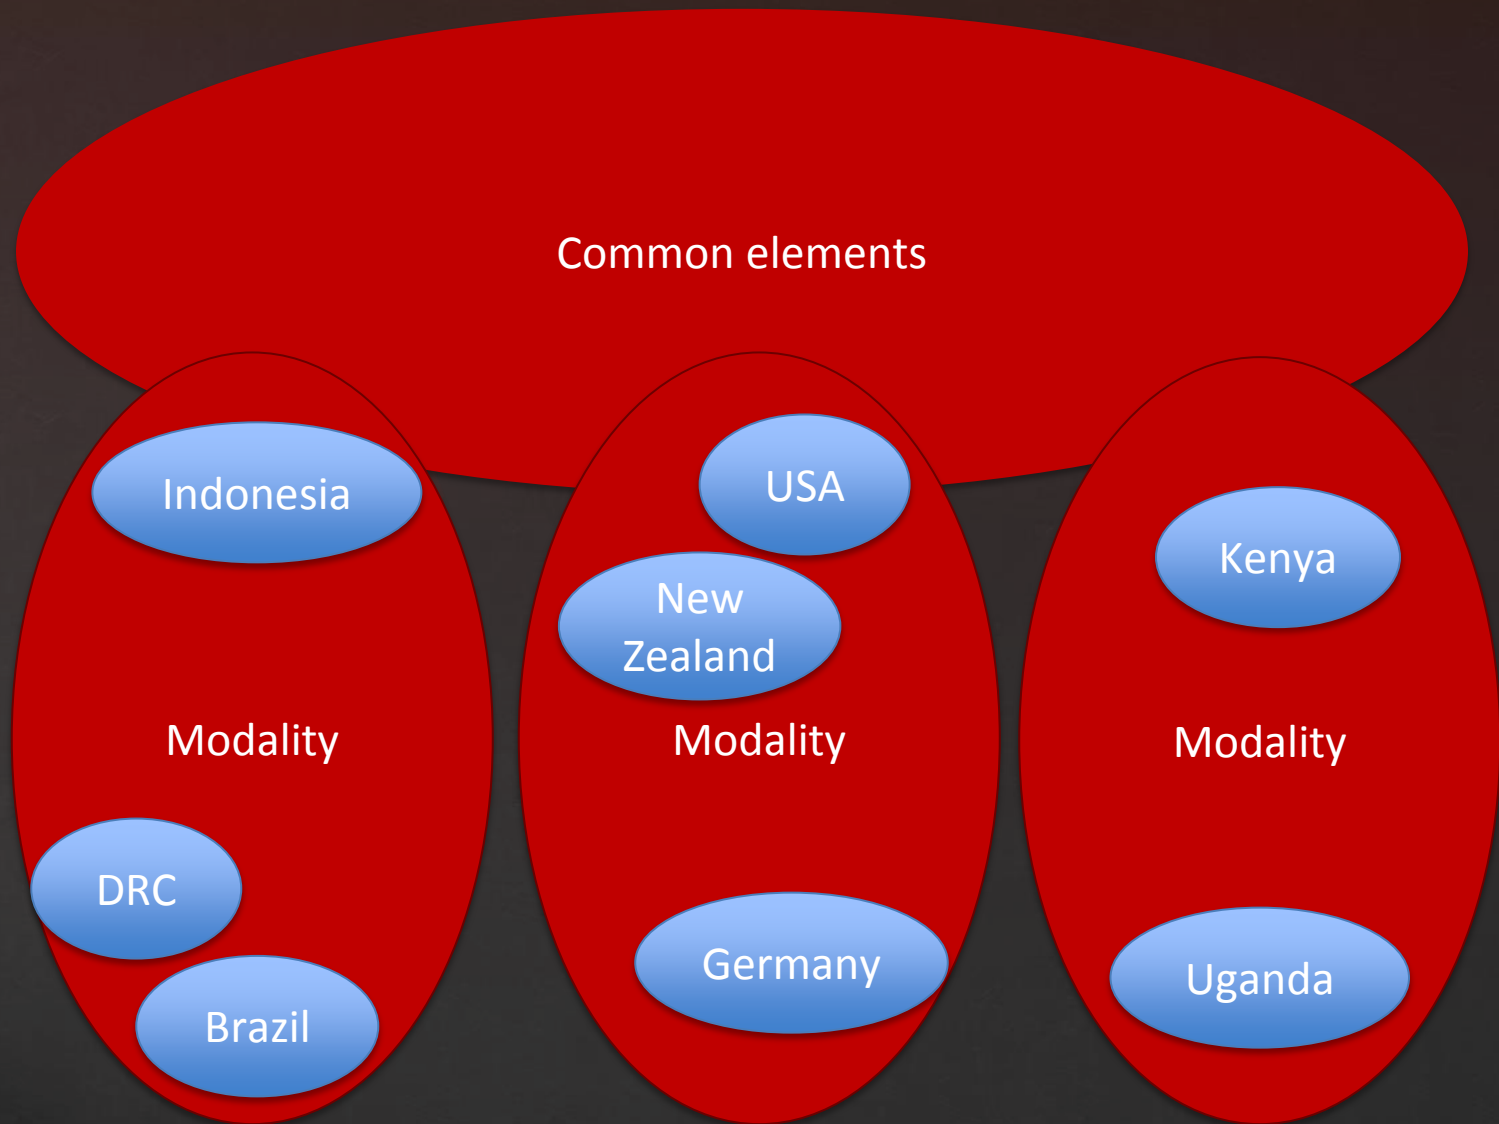 Common elements
Indonesia
USA
Kenya
New
Zealand
Modality
Modality
Modality
DRC
Germany
Uganda
Brazil